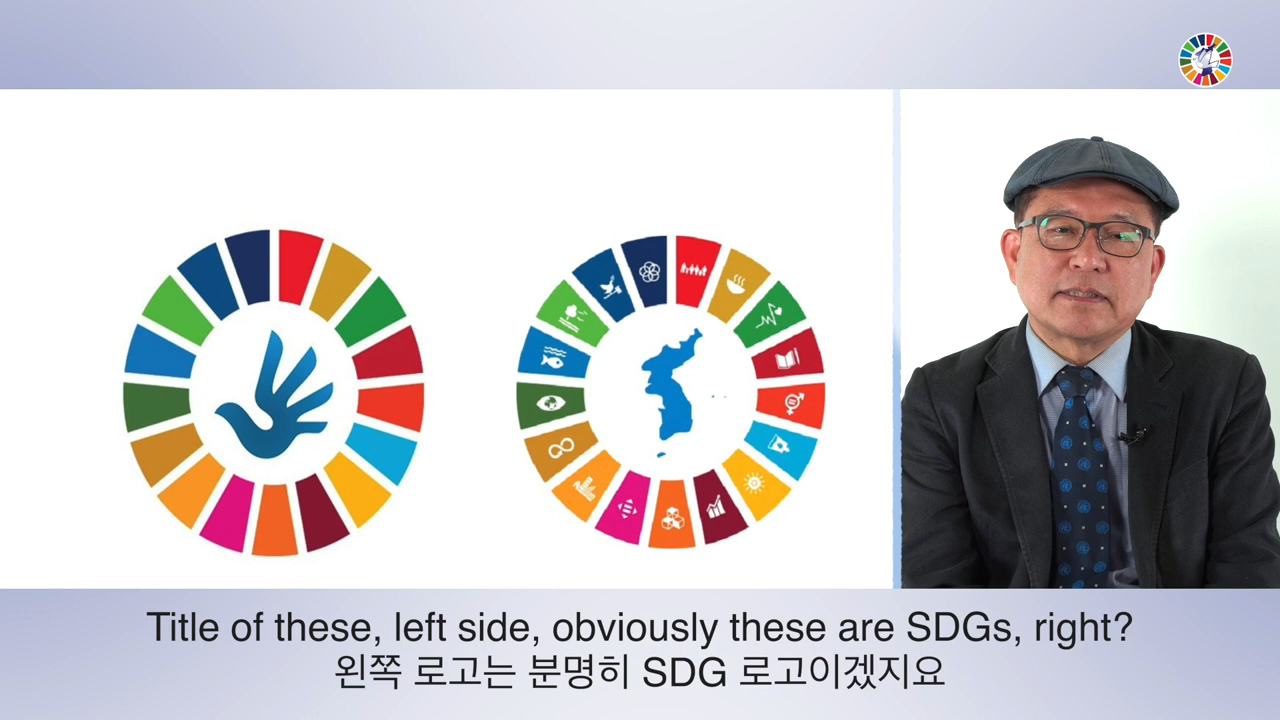 Title of these, left side, obviously these are SDGs, right?
왼쪽 로고는 분명히 SDG 로고이겠지요